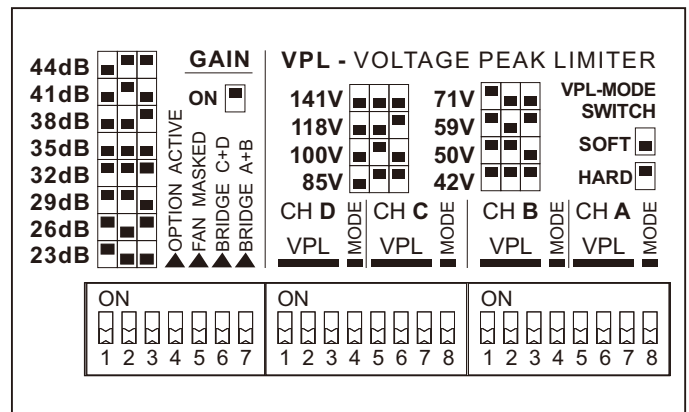 GAIN
ON
44dB
41dB
38dB
35dB
32dB
29dB
26dB
23dB
OPTION ACTIVE
FAN MASKED
BRIDGE C+D
BRIDGE A+B
VPL - VOLTAGE PEAK LIMITER
141V
118V
100V
85V
71V
59V
50V
42V
VPL-MODE
SWITCH
SOFT
HARD
CH D
VPL
MODE
CH C
VPL
MODE
CH B
VPL
MODE
CH A
VPL
MODE
ON
1 2 3 4 5 6 7
ON
1 2 3 4 5 6 7 8
ON
1 2 3 4 5 6 7 8